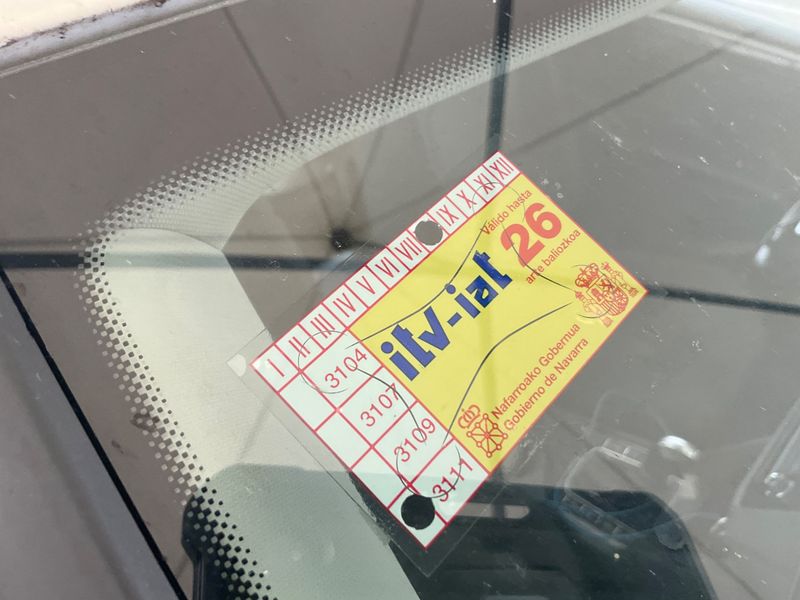 I II III IV V VI VII IX X XI XII
3104
3107
3109
3111
itv-iat
Válido hasta
26
arte baliozkoa
Nafarroako Gobernua
Gobierno de Navarra